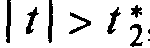 | t | > t*₂